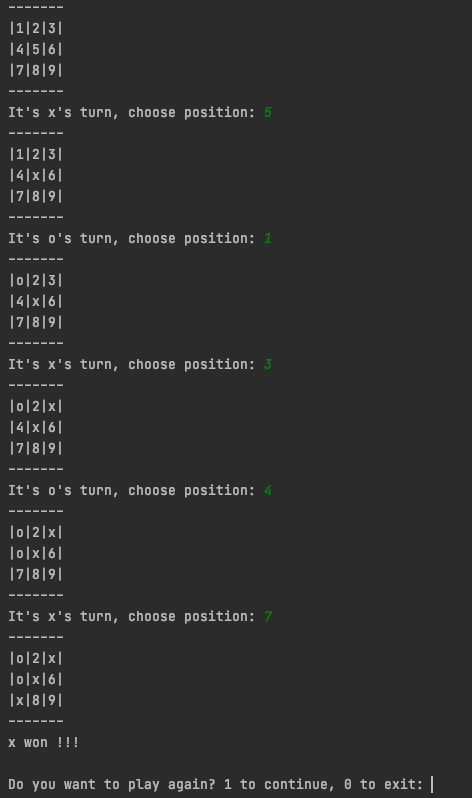 -------
|1|2|3|
|4|5|6|
|7|8|9|
-------
It's x's turn, choose position: 5
-------
|1|2|3|
|4|x|6|
|7|8|9|
-------
It's o's turn, choose position: 1
-------
|o|2|3|
|4|x|6|
|7|8|9|
-------
It's x's turn, choose position: 3
-------
|o|2|x|
|4|x|6|
|7|8|9|
-------
It's o's turn, choose position: 4
-------
|o|2|x|
|o|x|6|
|7|8|9|
-------
It's x's turn, choose position: 7
-------
|o|2|x|
|o|x|6|
|x|8|9|
-------
x won !!!
Do you want to play again? 1 to continue, 0 to exit: